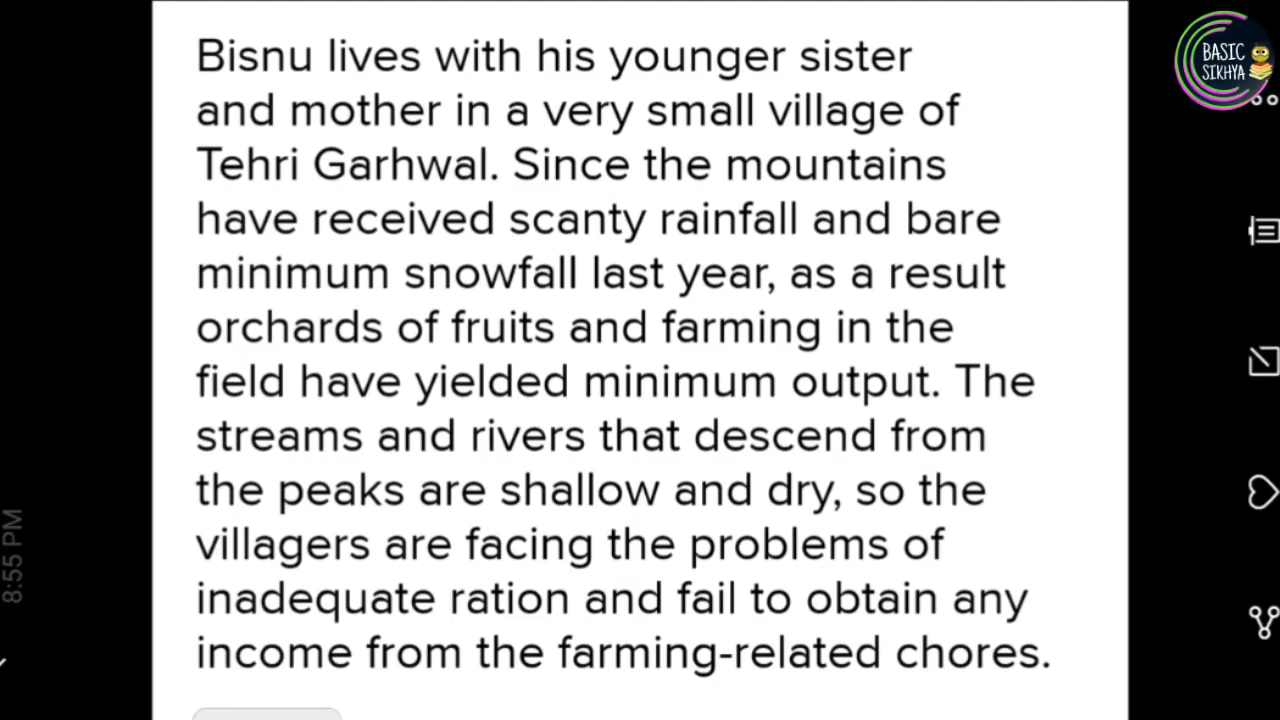 Bisnu lives with his younger sister
and mother in a very small village of
Tehri Garhwal. Since the mountains
have received scanty rainfall and bare
minimum snowfall last year, as a result
orchards of fruits and farming in the
field have yielded minimum output. The
streams and rivers that descend from
the peaks are shallow and dry, so the
villagers are facing the problems of
inadequate ration and fail to obtain any
income from the farming-related chores.
BASIC
SIKHYA
8:55 PM